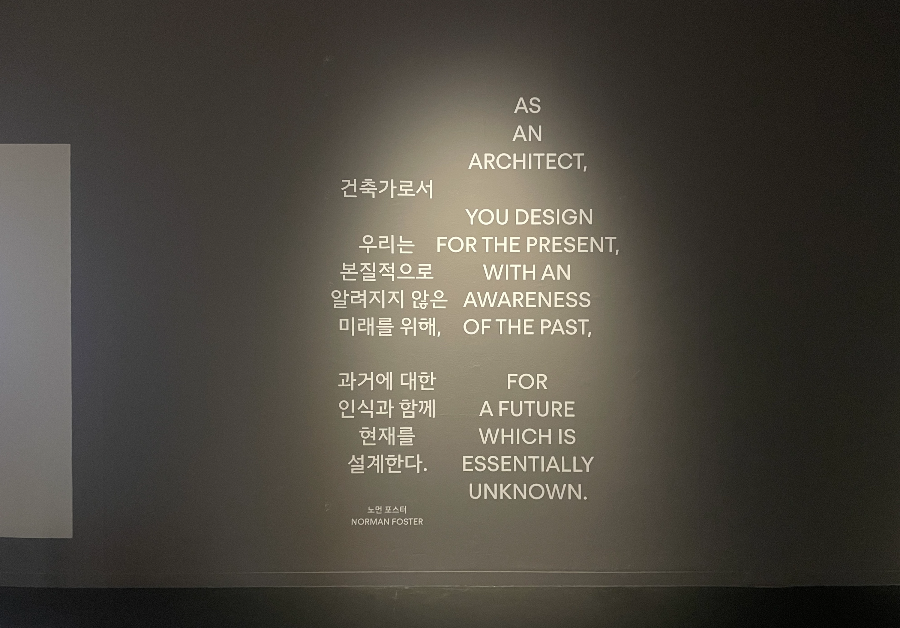 AS
AN
ARCHITECT,
YOU DESIGN
FOR THE PRESENT,
WITH AN
AWARENESS
OF THE PAST,
FOR
A FUTURE
WHICH IS
ESSENTIALLY
UNKNOWN.
건축가로서
우리는
본질적으로
알려지지 않은
미래를 위해,
과거에 대한
인식과 함께
현재를
설계한다.
노먼 포스터
NORMAN FOSTER